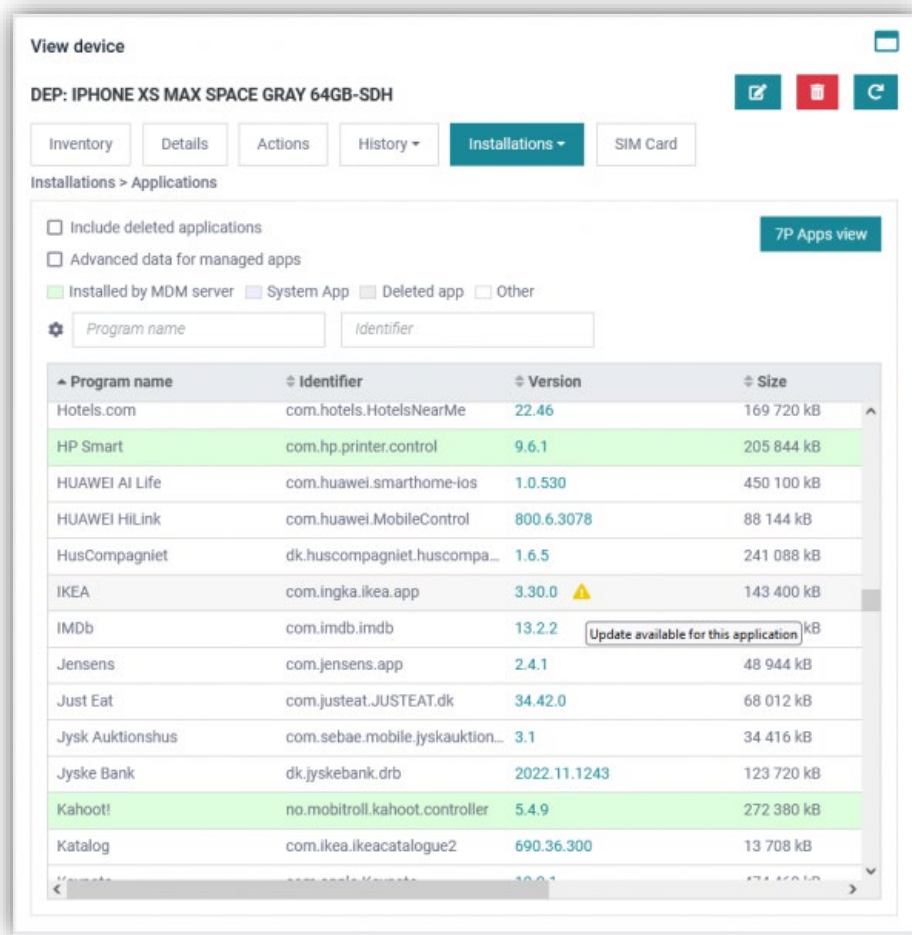 View device
DEP: IPHONE XS MAX SPACE GRAY 64GB-SDH
Inventory Details Actions History Installations SIM Card
Installations > Applications
Include deleted applications
7P Apps view
Advanced data for managed apps
Installed by MDM server System App Deleted app Other
Program name Identifier
Program name Identifier Version Size
Hotels.com com.hotels.HotelsNearMe 22.46 169 720 kB
HP Smart com.hp.printer.control 9.6.1 205 844 kB
HUAWEI AI Life com.huawei.smarthome-ios 1.0.530 450 100 kB
HUAWEI HiLink com.huawei.MobileControl 800.6.3078 88 144 kB
HusCompagniet dk.huscompagniet.huscompa... 1.6.5 241 088 kB
IKEA com.ingka.ikea.app 3.30.0 143 400 kB
IMDb com.imdb.imdb 13.2.2 kB
Update available for this application
Jensens com.jensens.app 2.4.1 48 944 kB
Just Eat com.justeat.JUSTEAT.dk 34.42.0 68 012 kB
Jysk Auktionshus com.sebae.mobile.jyskauktion... 3.1 34 416 kB
Jyske Bank dk.jyskebank.drb 2022.11.1243 123 720 kB
Kahoot! no.mobitroll.kahoot.controller 5.4.9 272 380 kB
Katalog com.ikea.ikeacatalogue2 690.36.300 13 708 kB